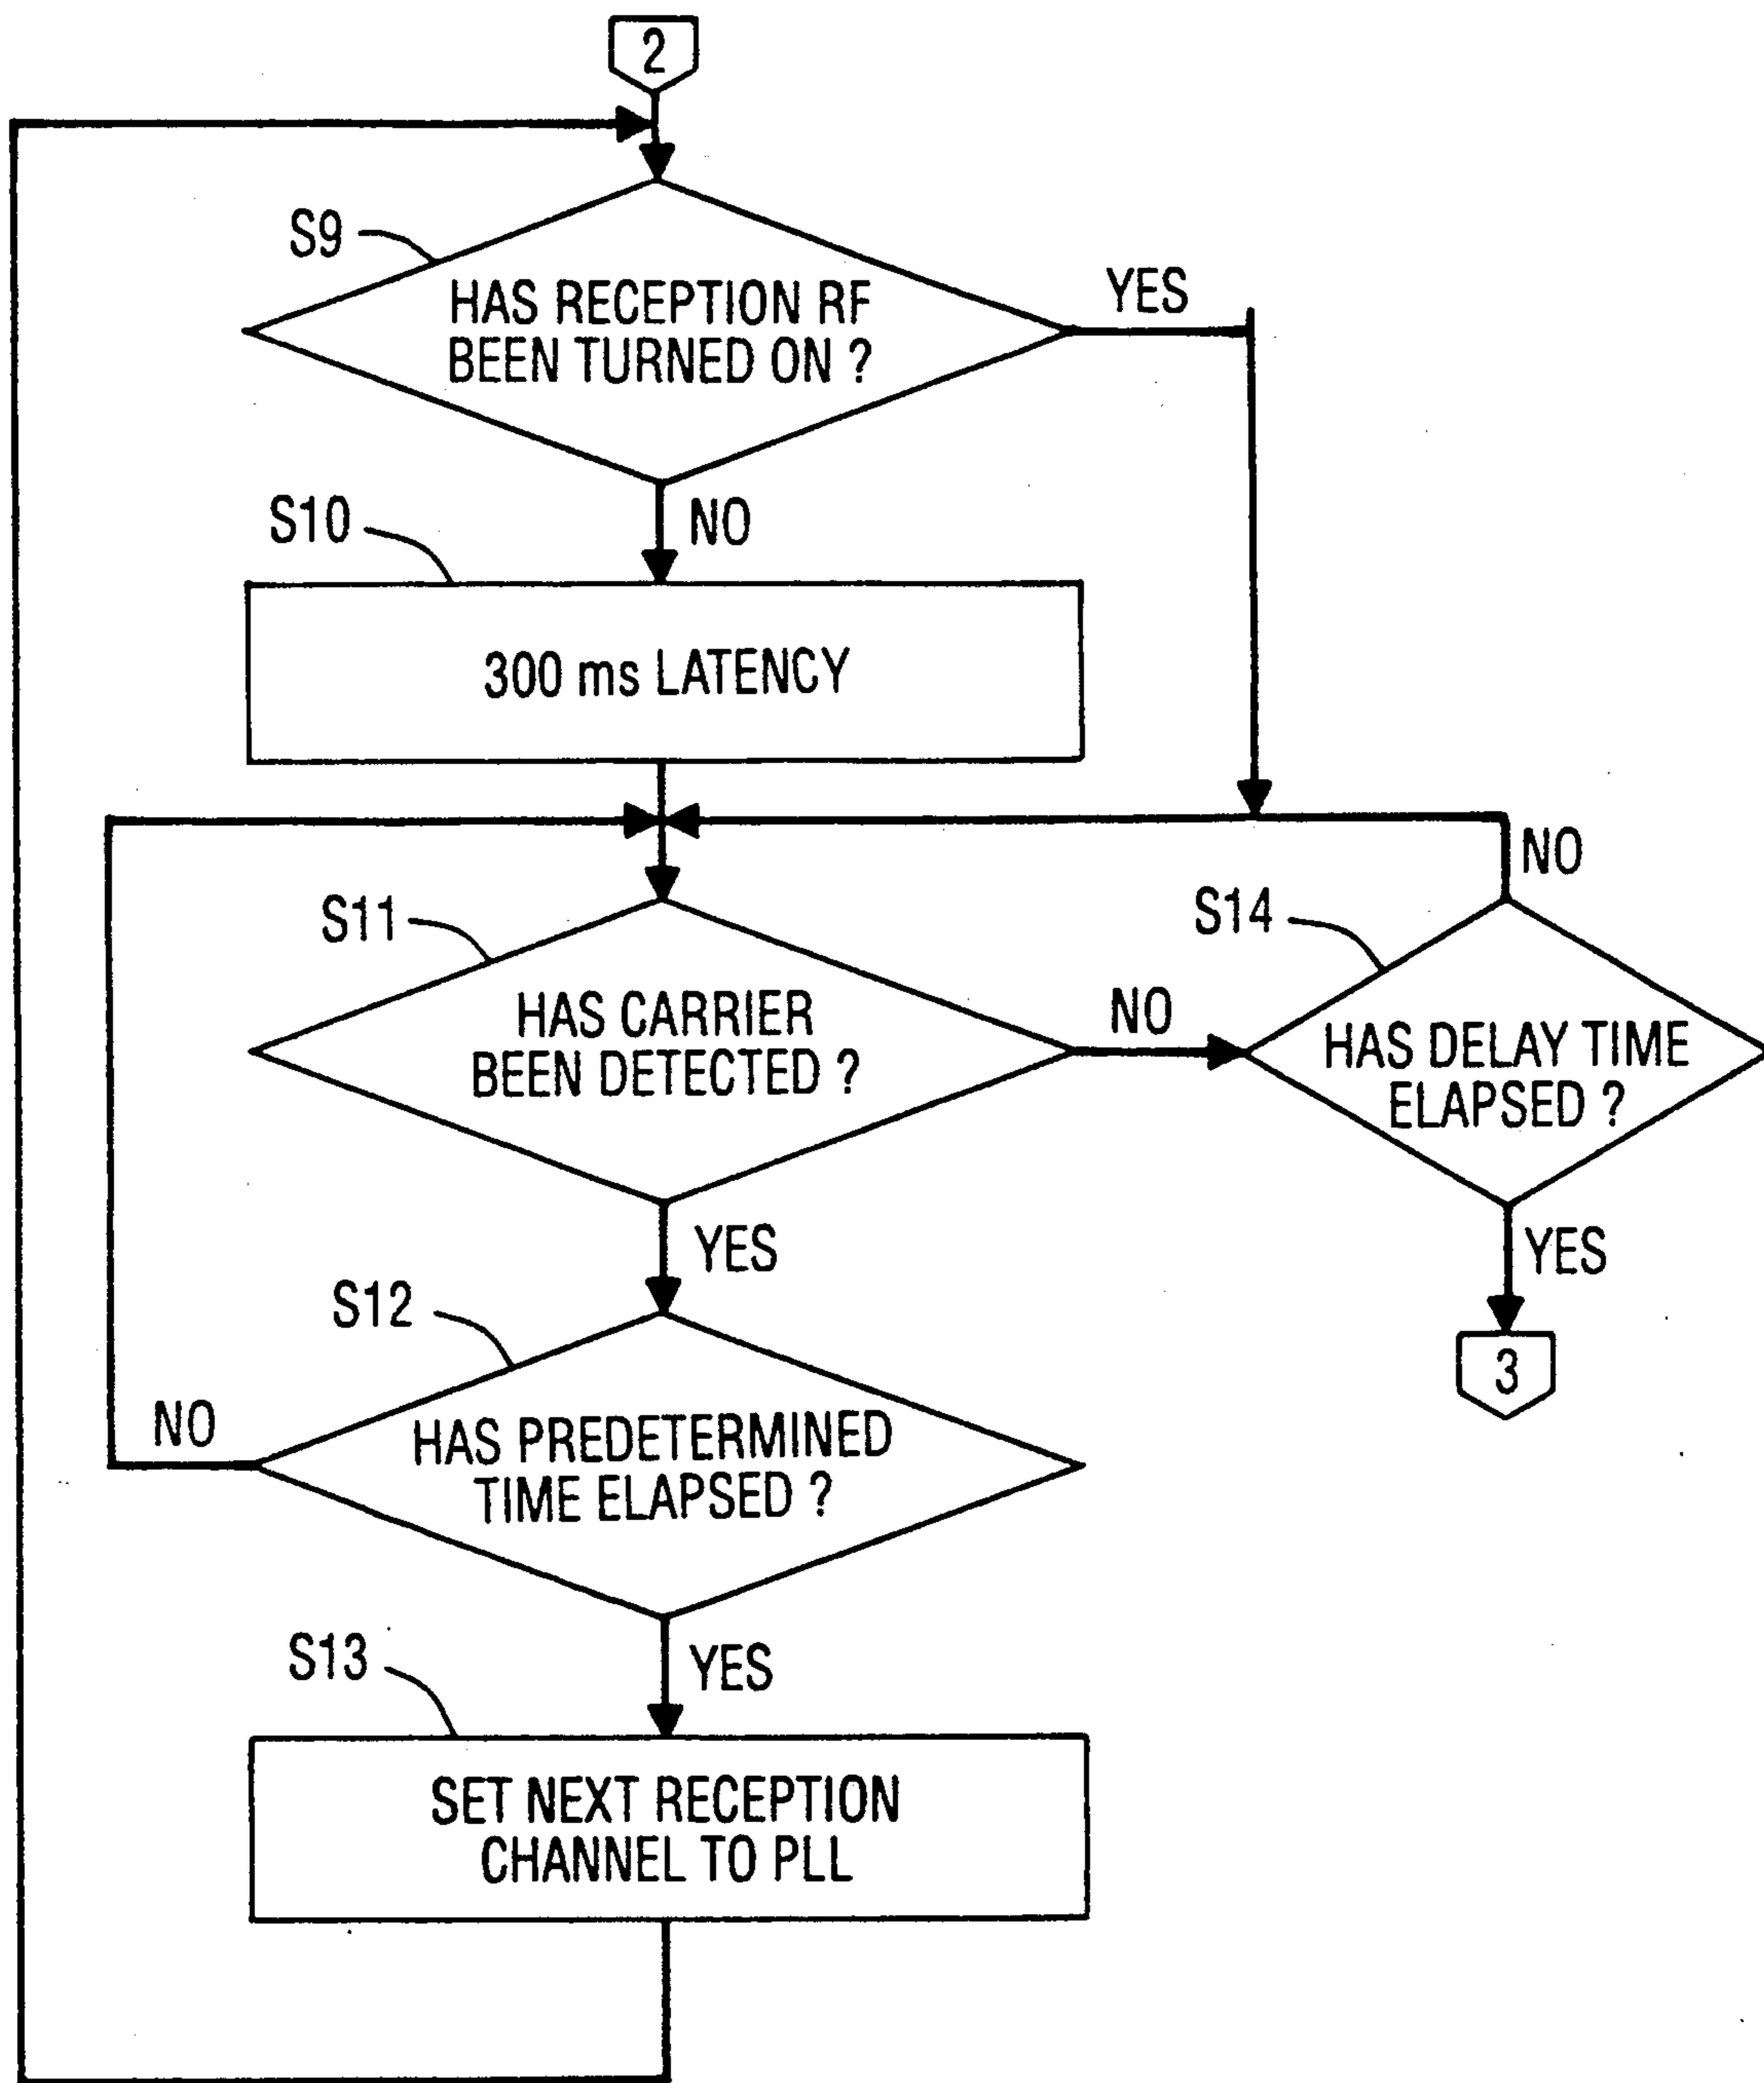 2
S9
HAS RECEPTION RF
BEEN TURNED ON ?
YES
NO
S10
300 ms LATENCY
NO
S11
S14
HAS CARRIER
BEEN DETECTED ?
NO
HAS DELAY TIME
ELAPSED ?
YES
YES
S12
3
NO
HAS PREDETERMINED
TIME ELAPSED ?
S13
YES
SET NEXT RECEPTION
CHANNEL TO PLL